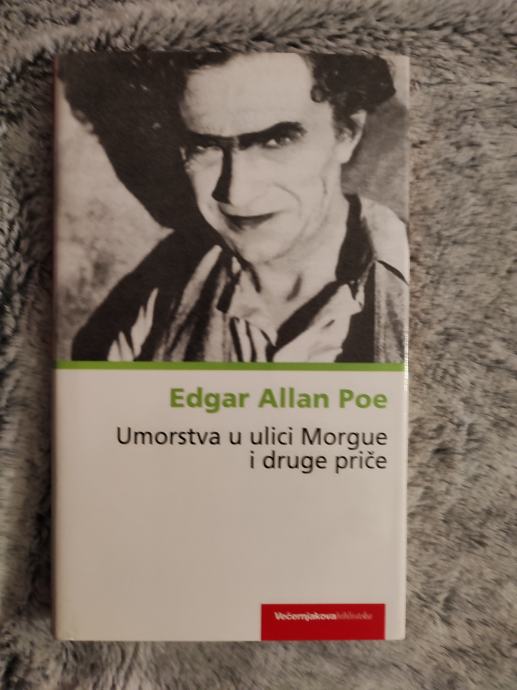 Edgar Allan Poe
Umorstva u ulici Morgue
i druge priče
Večernjakova biblioteka